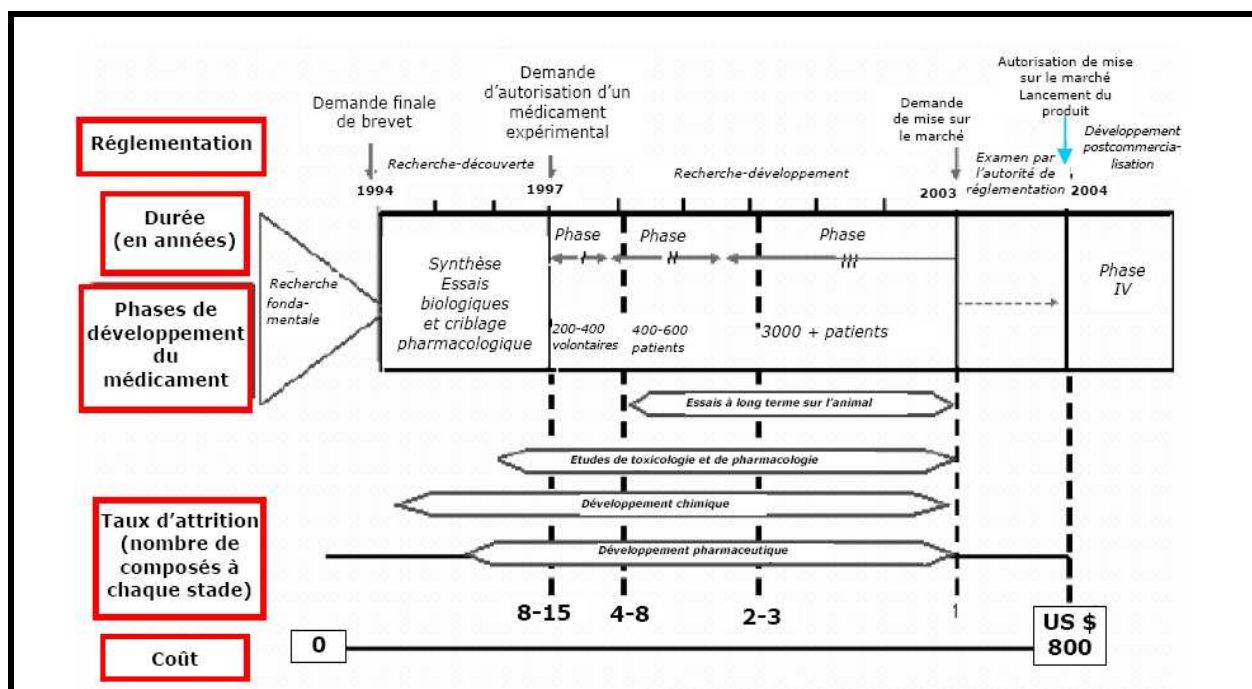 Réglementation
Demande finale
de brevet
Demande
d'autorisation d'un
médicament
expérimental
Demande
de mise sur
le marché
Autorisation de mise
sur le marché
Lancement du
produit
Recherche-découverte
Recherche-développement
Examen par
l'autorité de
réglementation
Développement
postcommercia-
lisation
1994
1997
2003
2004
Durée
(en années)
Phases de
développement
du
médicament
Recherche
fonda-
mentale
Synthèse
Essais
biologiques
et criblage
pharmacologique
Phase
I
200-400
volontaires
Phase
II
400-600
patients
Phase
III
3000 + patients
Phase
IV
Essais à long terme sur l'animal
Etudes de toxicologie et de pharmacologie
Développement chimique
Développement pharmaceutique
Taux d'attrition
(nombre de
composés à
chaque stade)
8-15
4-8
2-3
1
Coût
0
US $
800